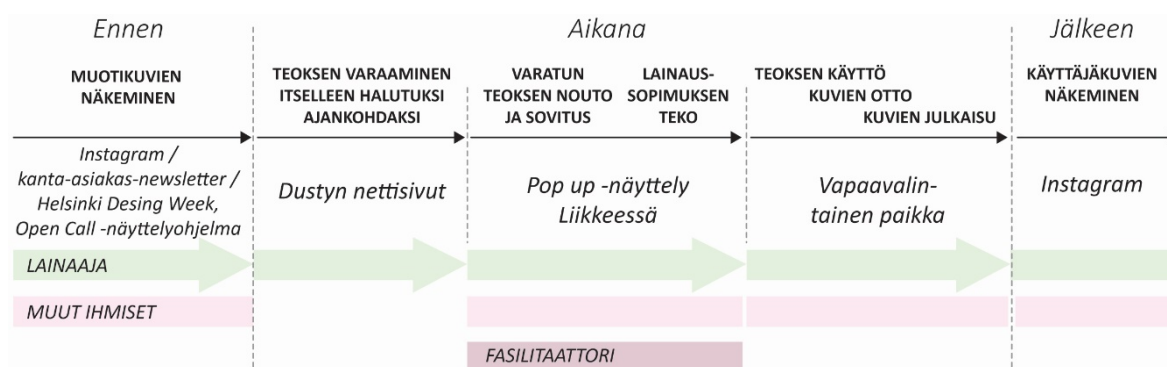 Ennen
Aikana
Jälkeen
MUOTIKUVIEN
NÄKEMINEN
TEOKSEN VARAAMINEN
ITSELLEEN HALUTUKSI
AJANKOHDAKSI
VARATUN
TEOKSEN NOUTO
JA SOVITUS
LAINAUS-
SOPIMUKSEN
TEKO
TEOKSEN KÄYTTÖ
KUVIEN OTTO
KUVIEN JULKAISU
KÄYTTÄJÄKUVIEN
NÄKEMINEN
Instagram /
kanta-asiakas-newsletter /
Helsinki Desing Week,
Open Call -näyttelyohjelma
Dustyn nettisivut
Pop up -näyttely
Liikkeessä
Vapaavalin-
tainen paikka
Instagram
LAINAAJA
MUUT IHMISET
FASILITAATTORI